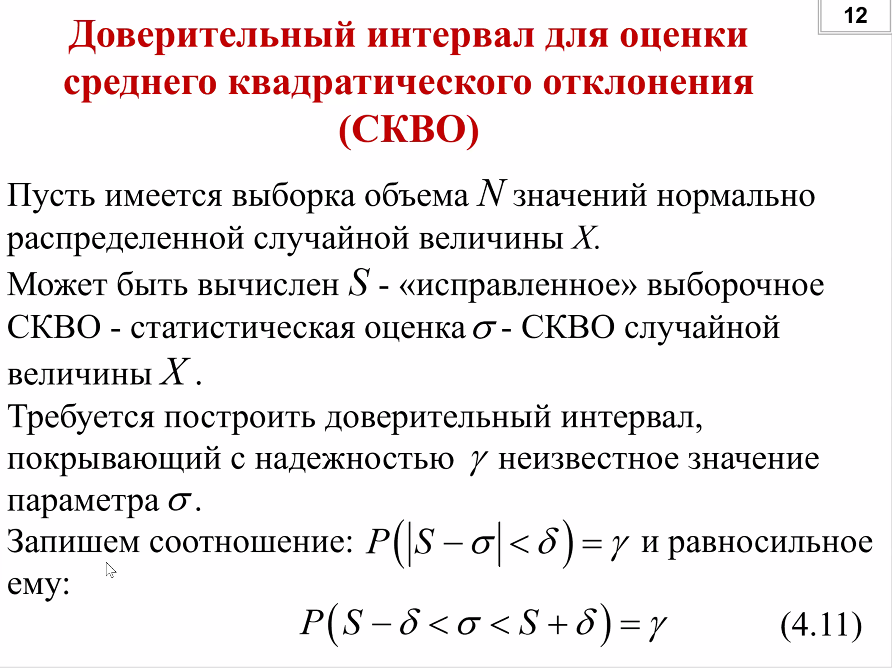 12
Доверительный интервал для оценки
среднего квадратического отклонения
(СКВО)
Пусть имеется выборка объема N значений нормально
распределенной случайной величины X.
Может быть вычислен S - «исправленное» выборочное
СКВО - статистическая оценка σ - СКВО случайной
величины X .
Требуется построить доверительный интервал,
покрывающий с надежностью γ неизвестное значение
параметра σ .
Запишем соотношение: P(|S − σ| < δ) = γ и равносильное
ему:
P(S − δ < σ < S + δ) = γ (4.11)